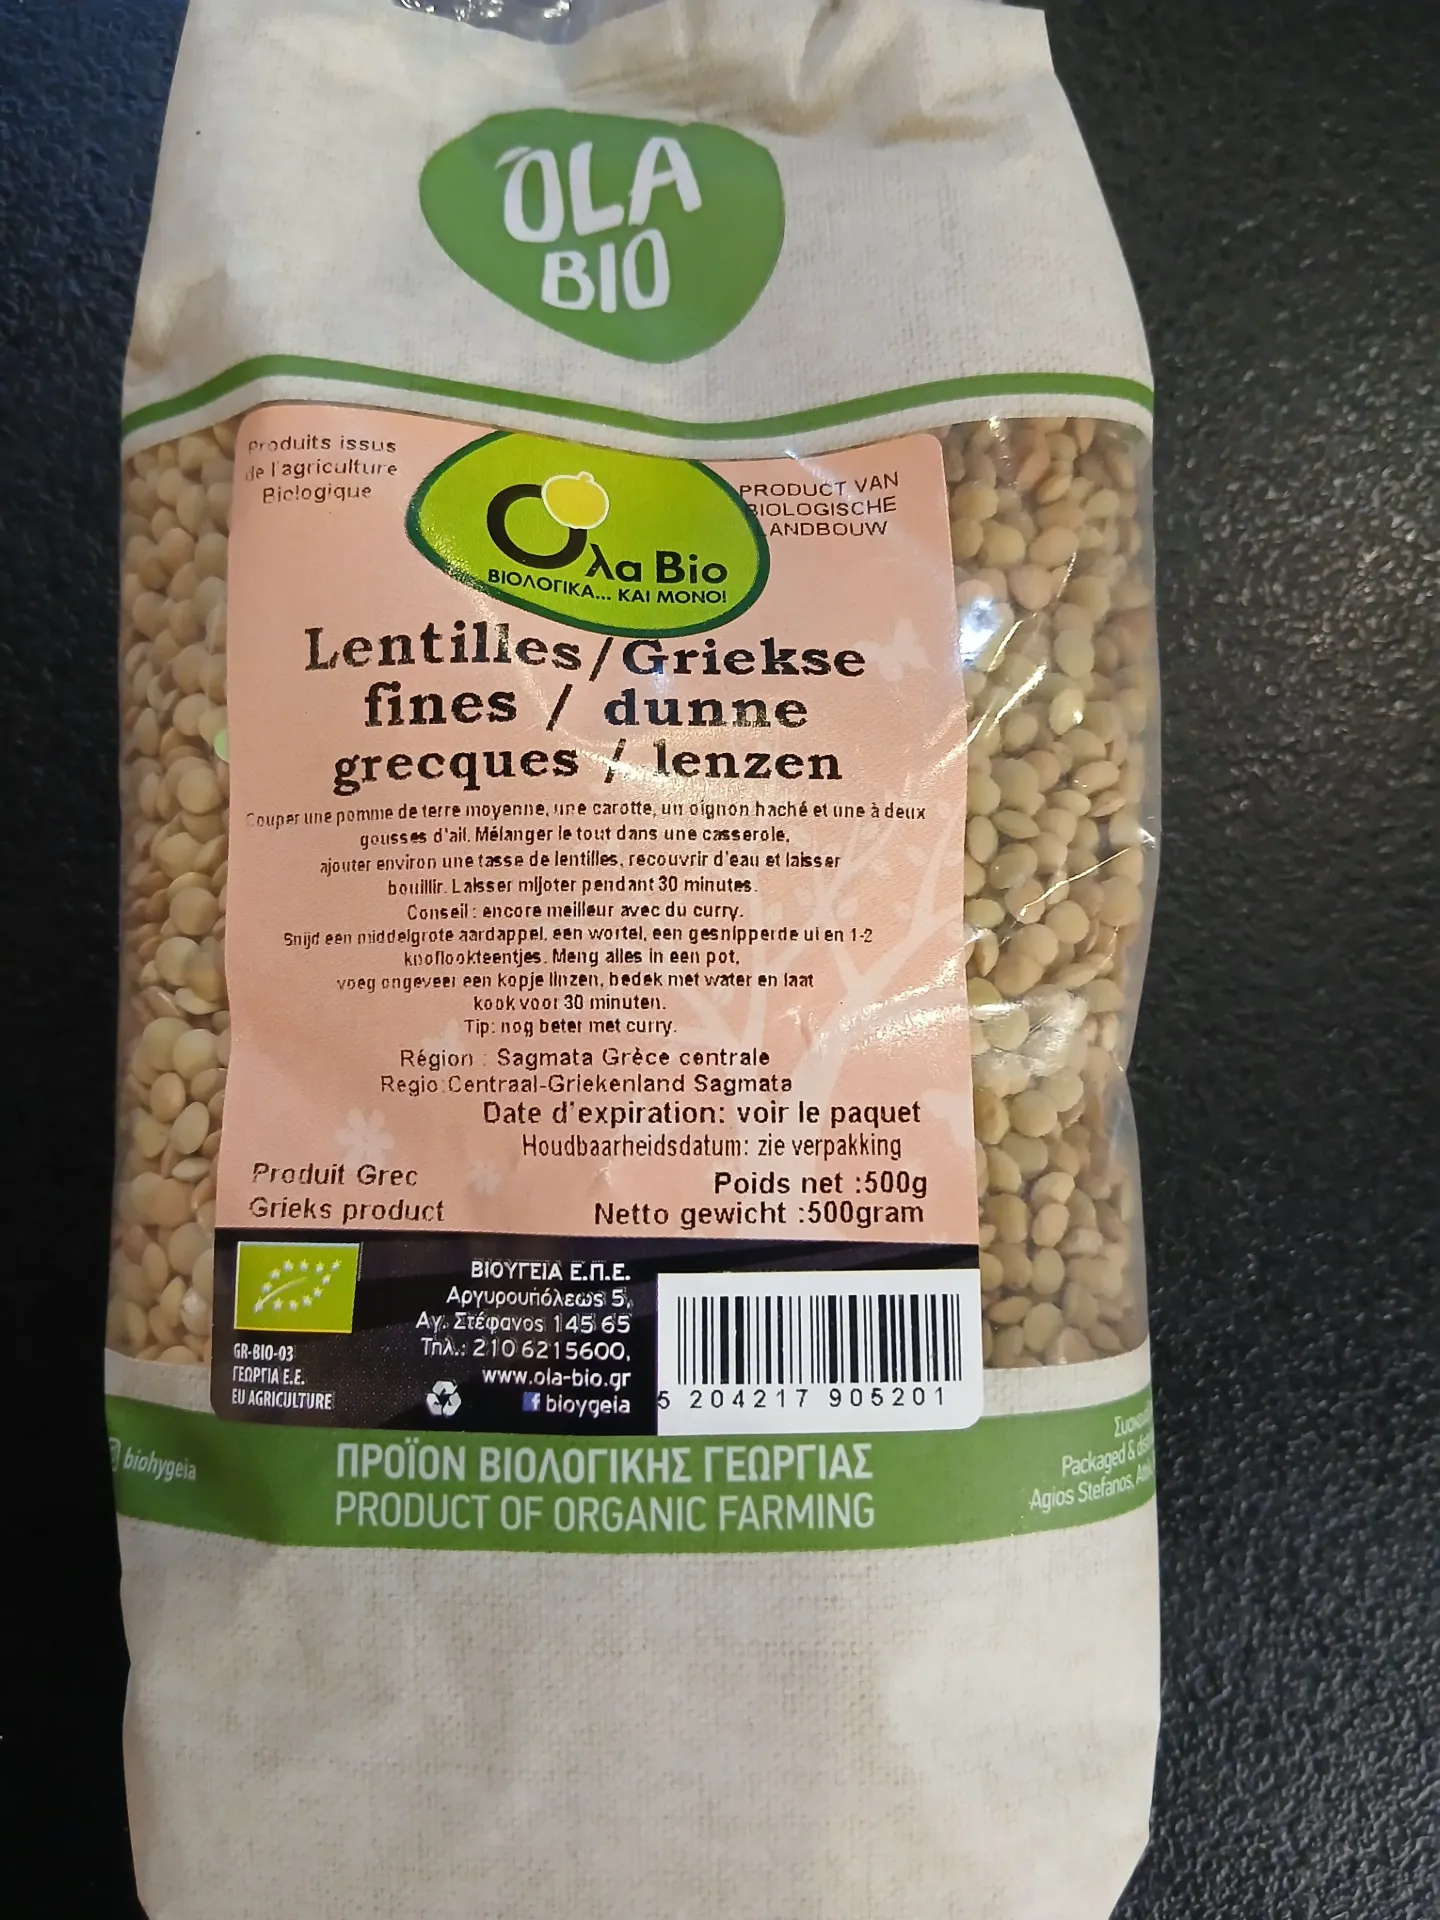 OLA
BIO
Produits issus
de l'agriculture
Biologique
PRODUCT VAN
BIOLOGISCHE
LANDBOUW
Όλα Bio
ΒΙΟΛΟΓΙΚΑ... ΚΑΙ ΜΟΝΟ!
Lentilles/Griekse
fines / dunne
grecques / lenzen
Couper une pomme de terre moyenne, une carotte, un oignon haché et une à deux
gousses d'ail. Mélanger le tout dans une casserole,
ajouter environ une tasse de lentilles, recouvrir d'eau et laisser
bouillir. Laisser mijoter pendant 30 minutes.
Conseil : encore meilleur avec du curry.
Snijd een middelgrote aardappel, een wortel, een gesnipperde ui en 1-2
knoflookteentjes. Meng alles in een pot,
voeg ongeveer een kopje linzen, bedek met water en laat
kook voor 30 minuten.
Tip: nog beter met curry.
Région : Sagmata Grèce centrale
Regio:Centraal-Griekenland Sagmata
Date d'expiration: voir le paquet
Houdbaarheidsdatum: zie verpakking
Produit Grec
Poids net :500g
Grieks product
Netto gewicht :500gram
GR-BIO-03
ΓΕΩΡΓΙΑ Ε.Ε.
EU AGRICULTURE
ΒΙΟΥΓΕΙΑ Ε.Π.Ε.
Αργυρουπόλεως 5,
Αγ. Στέφανος 145 65
Τηλ.: 210 6215600,
www.ola-bio.gr
f bioygeia
5 204217 905201
biohygeia
ΠΡΟΪΟΝ ΒΙΟΛΟΓΙΚΗΣ ΓΕΩΡΓΙΑΣ
PRODUCT OF ORGANIC FARMING
Packaged &
Agios Stefanos,